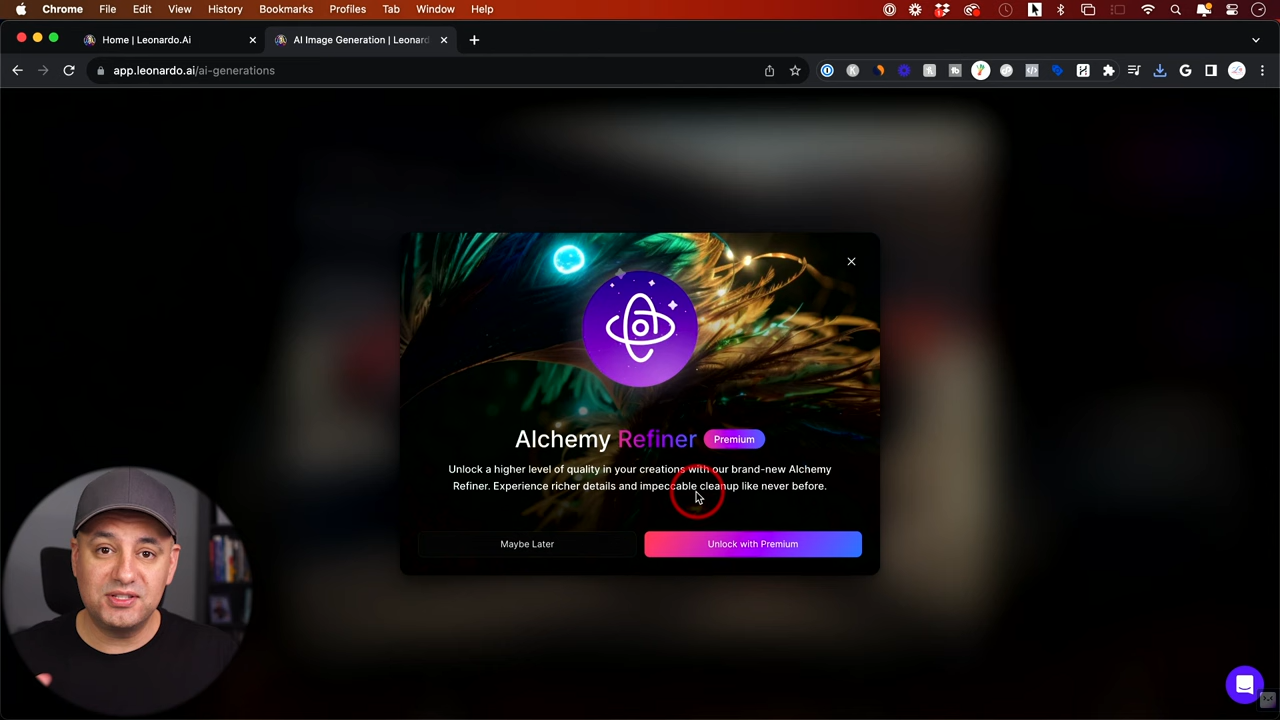 Chrome File Edit View History Bookmarks Profiles Tab Window Help
Home | Leonardo.Ai
AI Image Generation | Leonard
app.leonardo.ai/ai-generations
Alchemy Refiner Premium
Unlock a higher level of quality in your creations with our brand-new Alchemy
Refiner. Experience richer details and impeccable cleanup like never before.
Maybe Later
Unlock with Premium